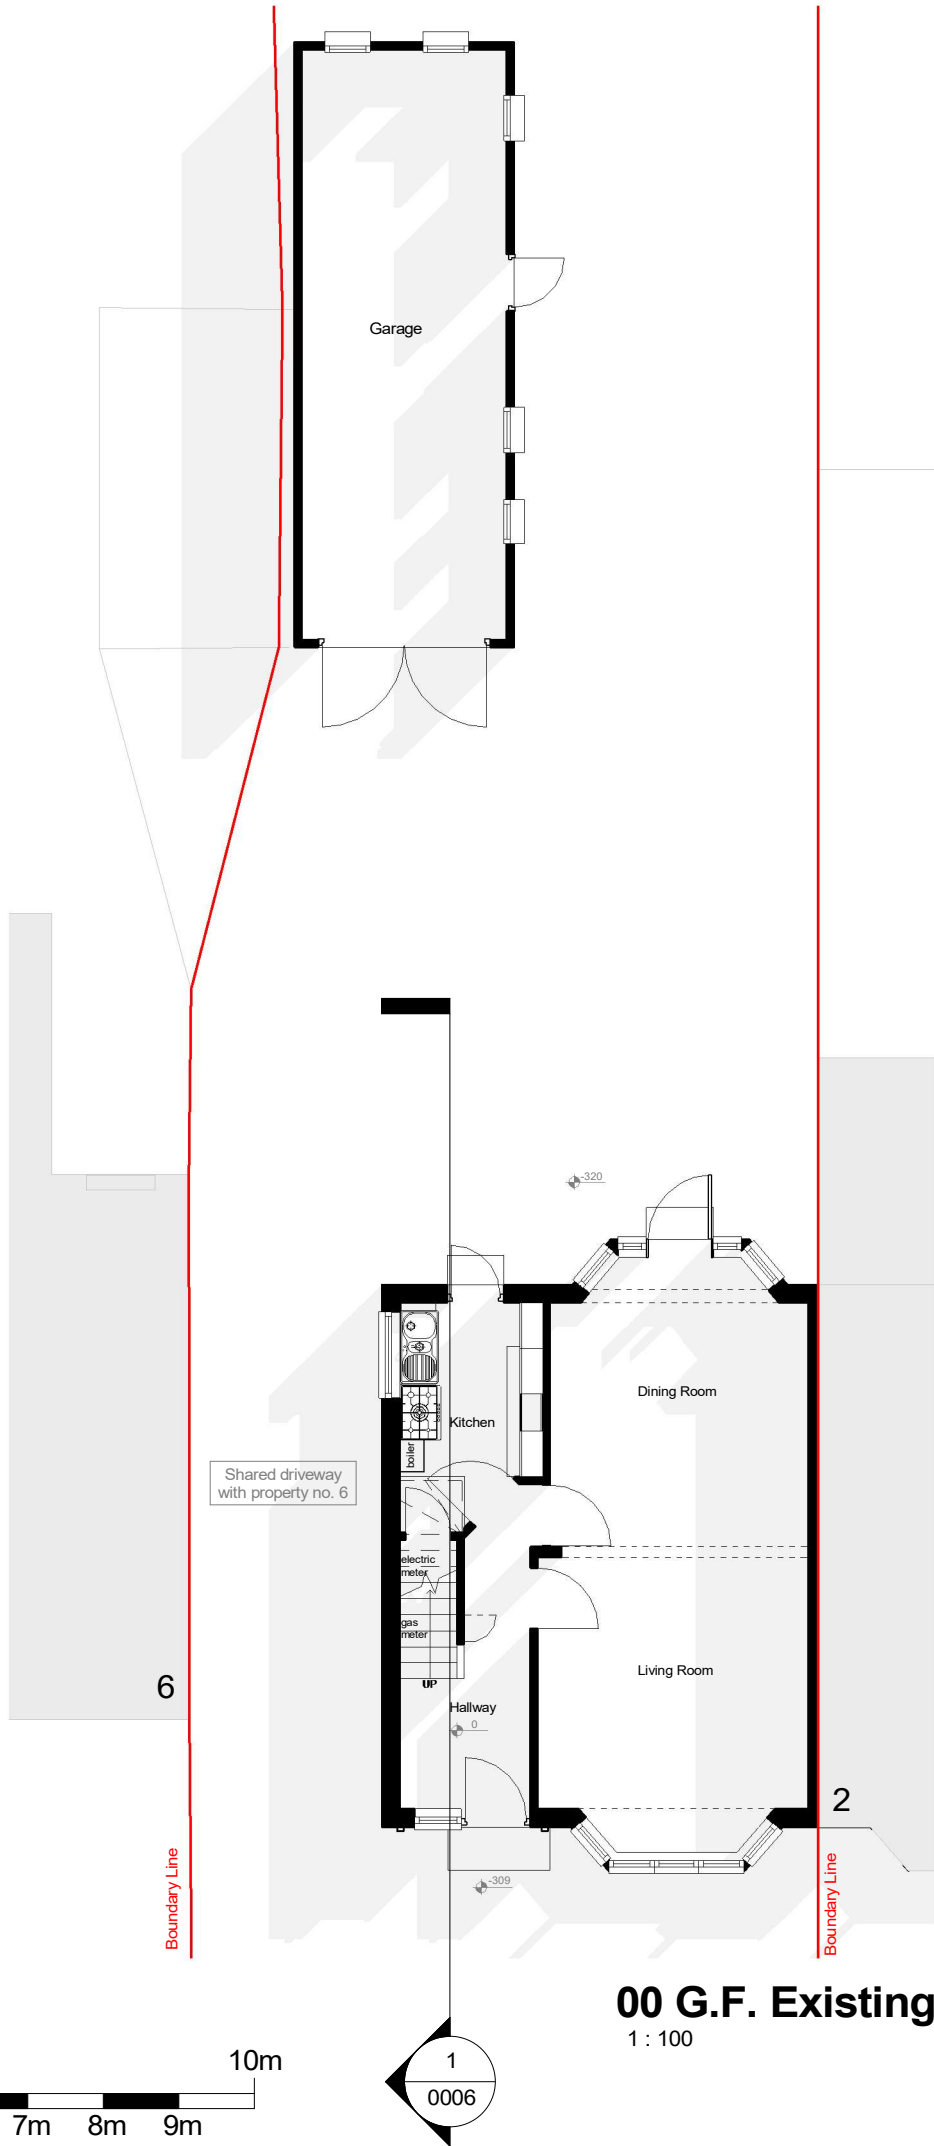 Garage
-320
Dining Room
Kitchen
boiler
Shared driveway
with property no. 6
electric
meter
gas
meter
Living Room
6
UP
Hallway
0
2
-309
Boundary Line
Boundary Line
00 G.F. Existing
1 : 100
10m
7m 8m 9m
1
0006